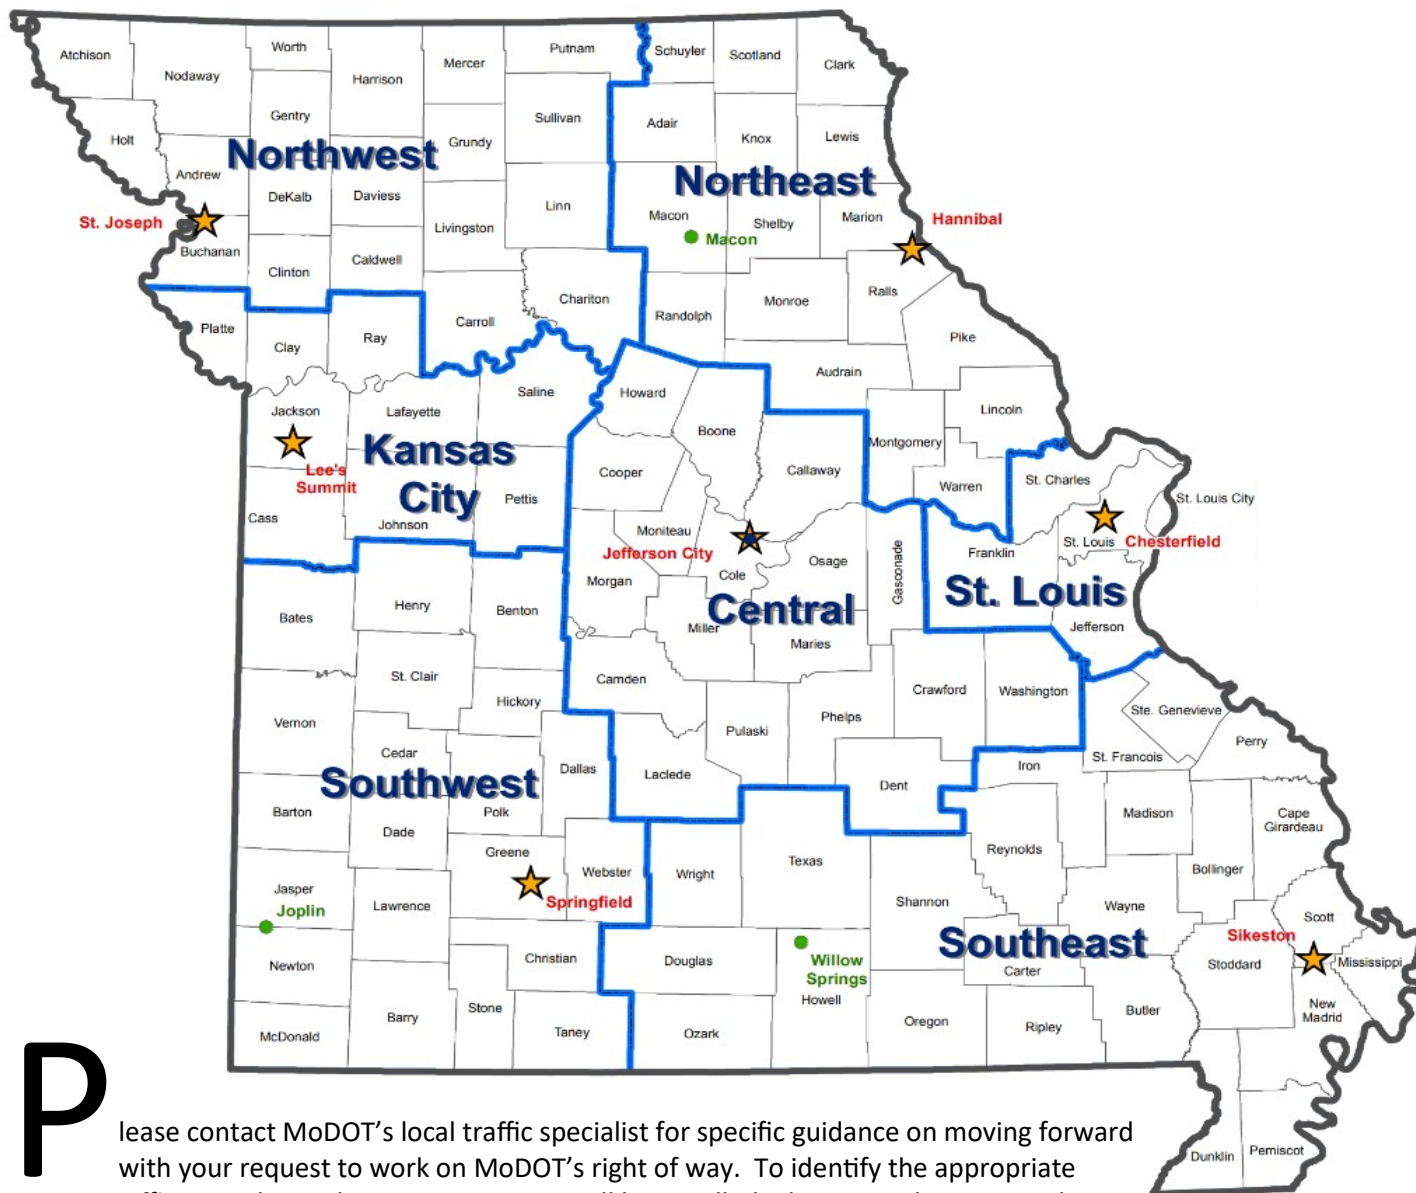 Atchison
Nodaway
Worth
Harrison
Mercer
Putnam
Schuyler
Scotland
Clark
Holt
Gentry
Grundy
Sullivan
Adair
Knox
Lewis
Northwest
Northeast
Andrew
DeKalb
Daviess
Livingston
Linn
Macon
Shelby
Marion
Hannibal
St. Joseph
Macon
Buchanan
Clinton
Caldwell
Chariton
Carroll
Randolph
Monroe
Ralls
Platte
Clay
Ray
Pike
Audrain
Saline
Howard
Jackson
Lafayette
Lincoln
Boone
Montgomery
Kansas
City
Lee's
Summit
Cooper
Callaway
Warren
St. Charles
St. Louis City
Pettis
Cass
Johnson
Moniteau
Jefferson City
St. Louis
Chesterfield
Franklin
Gasconade
Osage
Cole
Morgan
Central
St. Louis
Bates
Henry
Benton
Miller
Maries
Jefferson
St. Clair
Camden
Hickory
Crawford
Washington
Vernon
Pulaski
Phelps
Ste. Genevieve
Perry
Cedar
Dallas
Laclede
Iron
St. Francois
Southwest
Dent
Barton
Polk
Madison
Cape
Girardeau
Dade
Greene
Webster
Wright
Texas
Reynolds
Bollinger
Jasper
Joplin
Lawrence
Springfield
Shannon
Wayne
Scott
Sikeston
Southeast
Newton
Christian
Douglas
Willow
Springs
Howell
Carter
Stoddard
Mississippi
McDonald
Barry
Stone
Taney
Ozark
Oregon
Ripley
Butler
New
Madrid
Dunklin
Pemiscot
Please contact MoDOT’s local traffic specialist for specific guidance on moving forward
with your request to work on MoDOT’s right of way.  To identify the appropriate